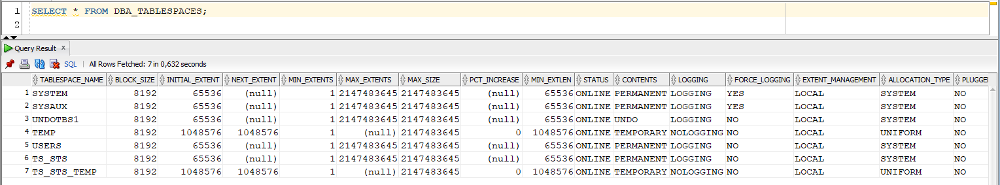 1 SELECT * FROM DBA_TABLESPACES;
2
Query Result x
SQL | All Rows Fetched: 7 in 0,632 seconds
TABLESPACE_NAME BLOCK_SIZE INITIAL_EXTENT NEXT_EXTENT MIN_EXTENTS MAX_EXTENTS MAX_SIZE PCT_INCREASE MIN_EXTLEN STATUS CONTENTS LOGGING FORCE_LOGGING EXTENT_MANAGEMENT ALLOCATION_TYPE PLUGGE
1 SYSTEM 8192 65536 (null) 1 2147483645 2147483645 (null) 65536 ONLINE PERMANENT LOGGING YES LOCAL SYSTEM NO
2 SYSAUX 8192 65536 (null) 1 2147483645 2147483645 (null) 65536 ONLINE PERMANENT LOGGING YES LOCAL SYSTEM NO
3 UNDOTBS1 8192 65536 (null) 1 2147483645 2147483645 (null) 65536 ONLINE UNDO LOGGING NO LOCAL SYSTEM NO
4 TEMP 8192 1048576 1048576 1 (null) 2147483645 0 1048576 ONLINE TEMPORARY NOLOGGING NO LOCAL UNIFORM NO
5 USERS 8192 65536 (null) 1 2147483645 2147483645 (null) 65536 ONLINE PERMANENT LOGGING NO LOCAL SYSTEM NO
6 TS_STS 8192 65536 (null) 1 2147483645 2147483645 (null) 65536 ONLINE PERMANENT LOGGING NO LOCAL SYSTEM NO
7 TS_STS_TEMP 8192 1048576 1048576 1 (null) 2147483645 0 1048576 ONLINE TEMPORARY NOLOGGING NO LOCAL UNIFORM NO